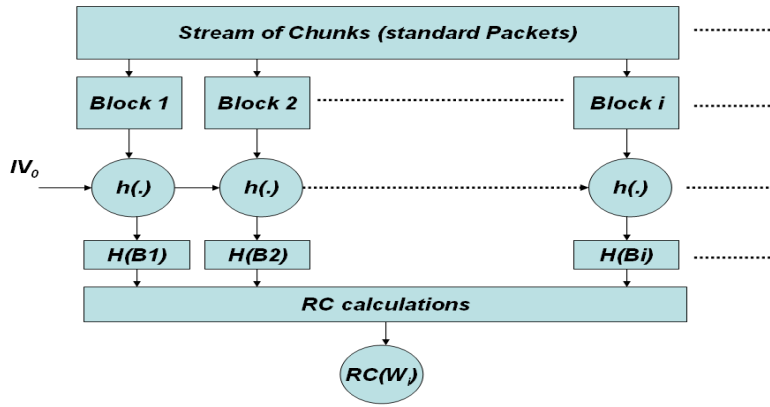 Stream of Chunks (standard Packets)
Block 1 Block 2 Block i
IV₀ h(.) h(.) h(.)
H(B1) H(B2) H(Bi)
RC calculations
RC(Wᵢ)